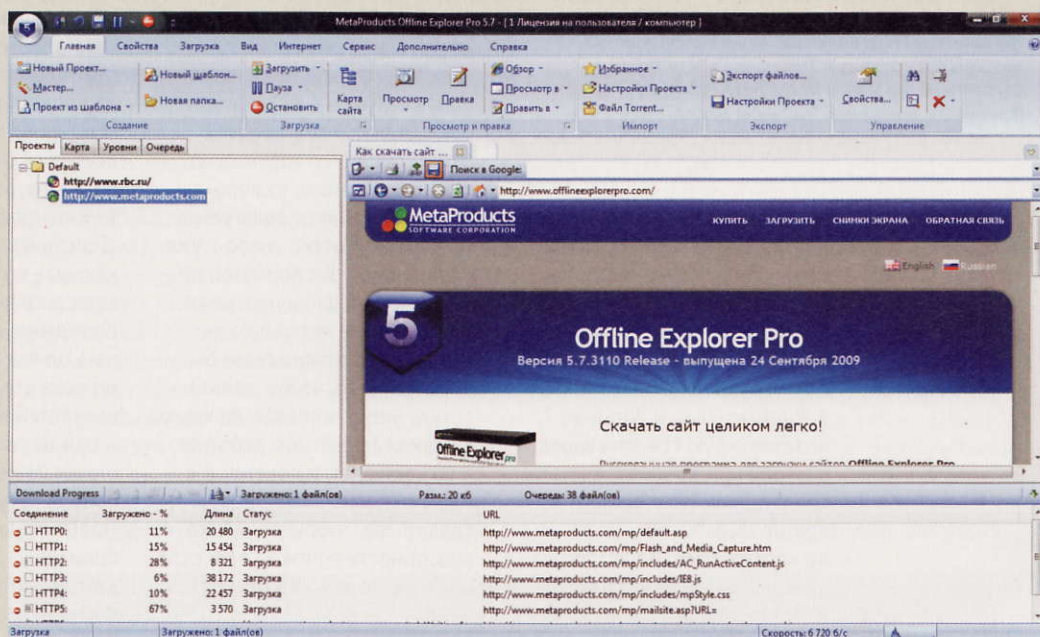 5
MetaProducts Offline Explorer Pro 5.7 - [ 1 Лицензия на пользователя / компьютер ]
Главная Свойства Загрузка Вид Интернет Сервис Дополнительно Справка
Новый Проект...
Мастер...
Проект из шаблона
Новый шаблон...
Новая папка...
Создание
Загрузить
Пауза
Остановить
Карта сайта
Загрузка
Просмотр
Правка
Обзор
Просмотр в
Править в
Просмотр и правка
Избранное
Настройки Проекта
Файл Torrent...
Импорт
Экспорт файлов...
Настройки Проекта
Экспорт
Свойства...
Управление
Проекты Карта Уровни Очередь
Default
http://www.rbc.ru/
http://www.metaproducts.com
Как скачать сайт ...
Поиск в Google:
http://www.offlineexplorerpro.com/
MetaProducts
SOFTWARE CORPORATION
КУПИТЬ ЗАГРУЗИТЬ СНИМКИ ЭКРАНА ОБРАТНАЯ СВЯЗЬ
English Russian
5
Offline Explorer Pro
Версия 5.7.3110 Release - выпущена 24 Сентября 2009
Скачать сайт целиком легко!
Offline Explorer pro
Download Progress Загружено: 1 файл(ов) Разм.: 20 кб Очередь: 38 файл(ов)
Соединение Загружено - % Длина Статус URL
HTTP0: 11% 20 480 Загрузка http://www.metaproducts.com/mp/default.asp
HTTP1: 15% 15 454 Загрузка http://www.metaproducts.com/mp/Flash_and_Media_Capture.htm
HTTP2: 28% 8 321 Загрузка http://www.metaproducts.com/mp/includes/AC_RunActiveContent.js
HTTP3: 6% 38 172 Загрузка http://www.metaproducts.com/mp/includes/IE8.js
HTTP4: 10% 22 457 Загрузка http://www.metaproducts.com/mp/includes/mpStyle.css
HTTP5: 67% 3 570 Загрузка http://www.metaproducts.com/mp/mailsite.asp?URL=
Загрузка Загружено: 1 файл(ов) Скорость: 6 720 б/с